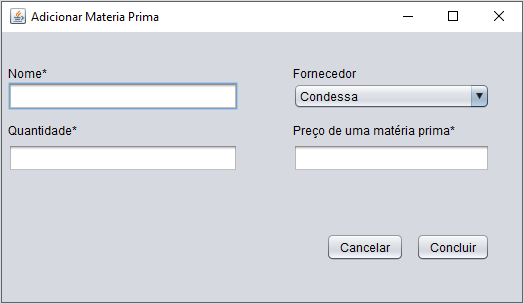 Adicionar Materia Prima
Nome*
Fornecedor
Condessa
Quantidade*
Preço de uma matéria prima*
Cancelar
Concluir